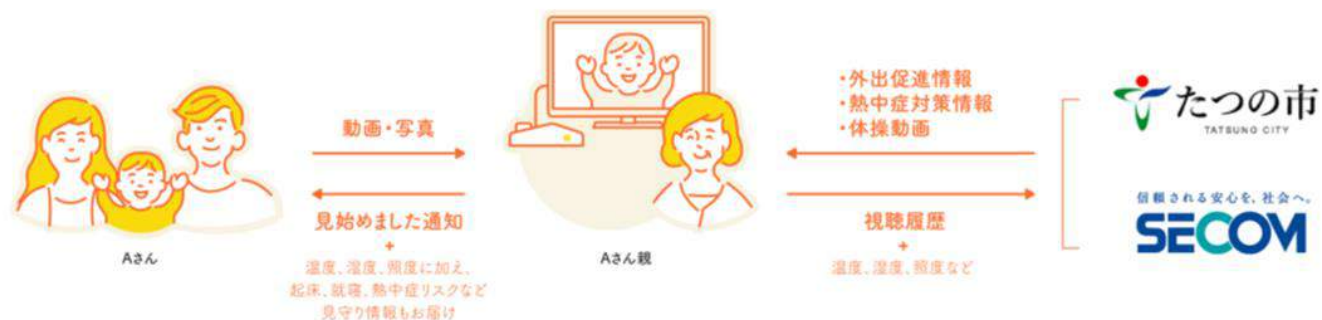 動画・写真
見始めました通知
+
温度、湿度、照度に加え、
起床、就寝、熱中症リスクなど
見守り情報もお届け
Aさん
Aさん親
・外出促進情報
・熱中症対策情報
・体操動画
視聴履歴
+
温度、湿度、照度など
たつの市
TATSUNO CITY
信頼される安心を、社会へ。
SECOM